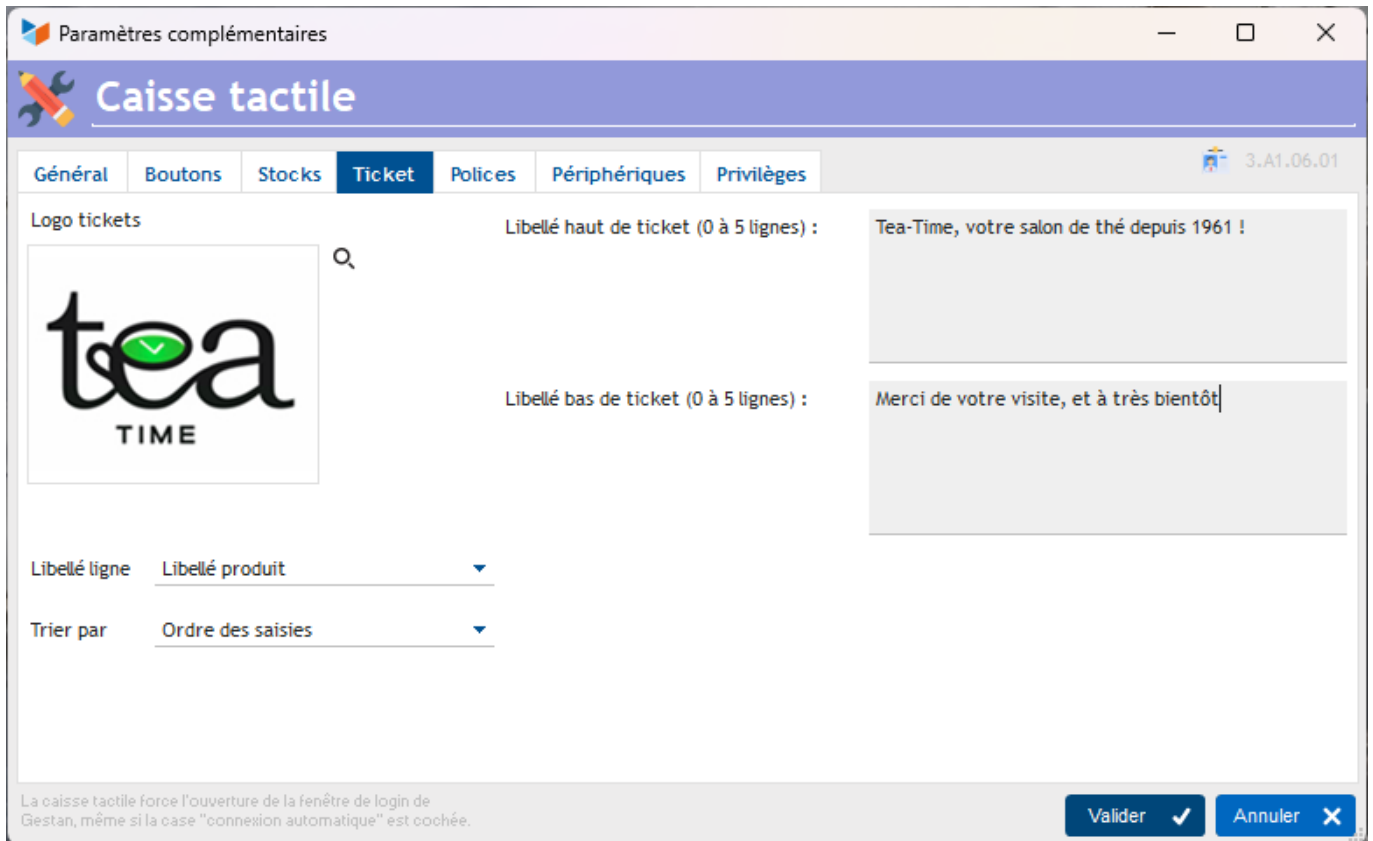 Paramètres complémentaires
Caisse tactile
Général Boutons Stocks Ticket Polices Périphériques Privilèges
3.A1.06.01
Logo tickets
tea
TIME
Libellé haut de ticket (0 à 5 lignes) :
Tea-Time, votre salon de thé depuis 1961 !
Libellé bas de ticket (0 à 5 lignes) :
Merci de votre visite, et à très bientôt
Libellé ligne Libellé produit
Trier par Ordre des saisies
La caisse tactile force l'ouverture de la fenêtre de login de
Gestan, même si la case "connexion automatique" est cochée.
Valider Annuler